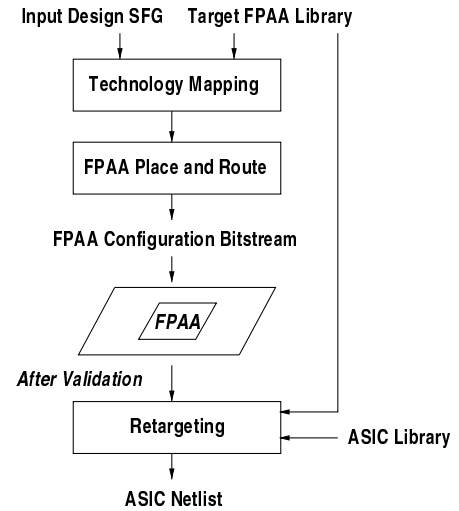 Input Design SFG
Target FPAA Library
Technology Mapping
FPAA Place and Route
FPAA Configuration Bitstream
FPAA
After Validation
Retargeting
ASIC Library
ASIC Netlist